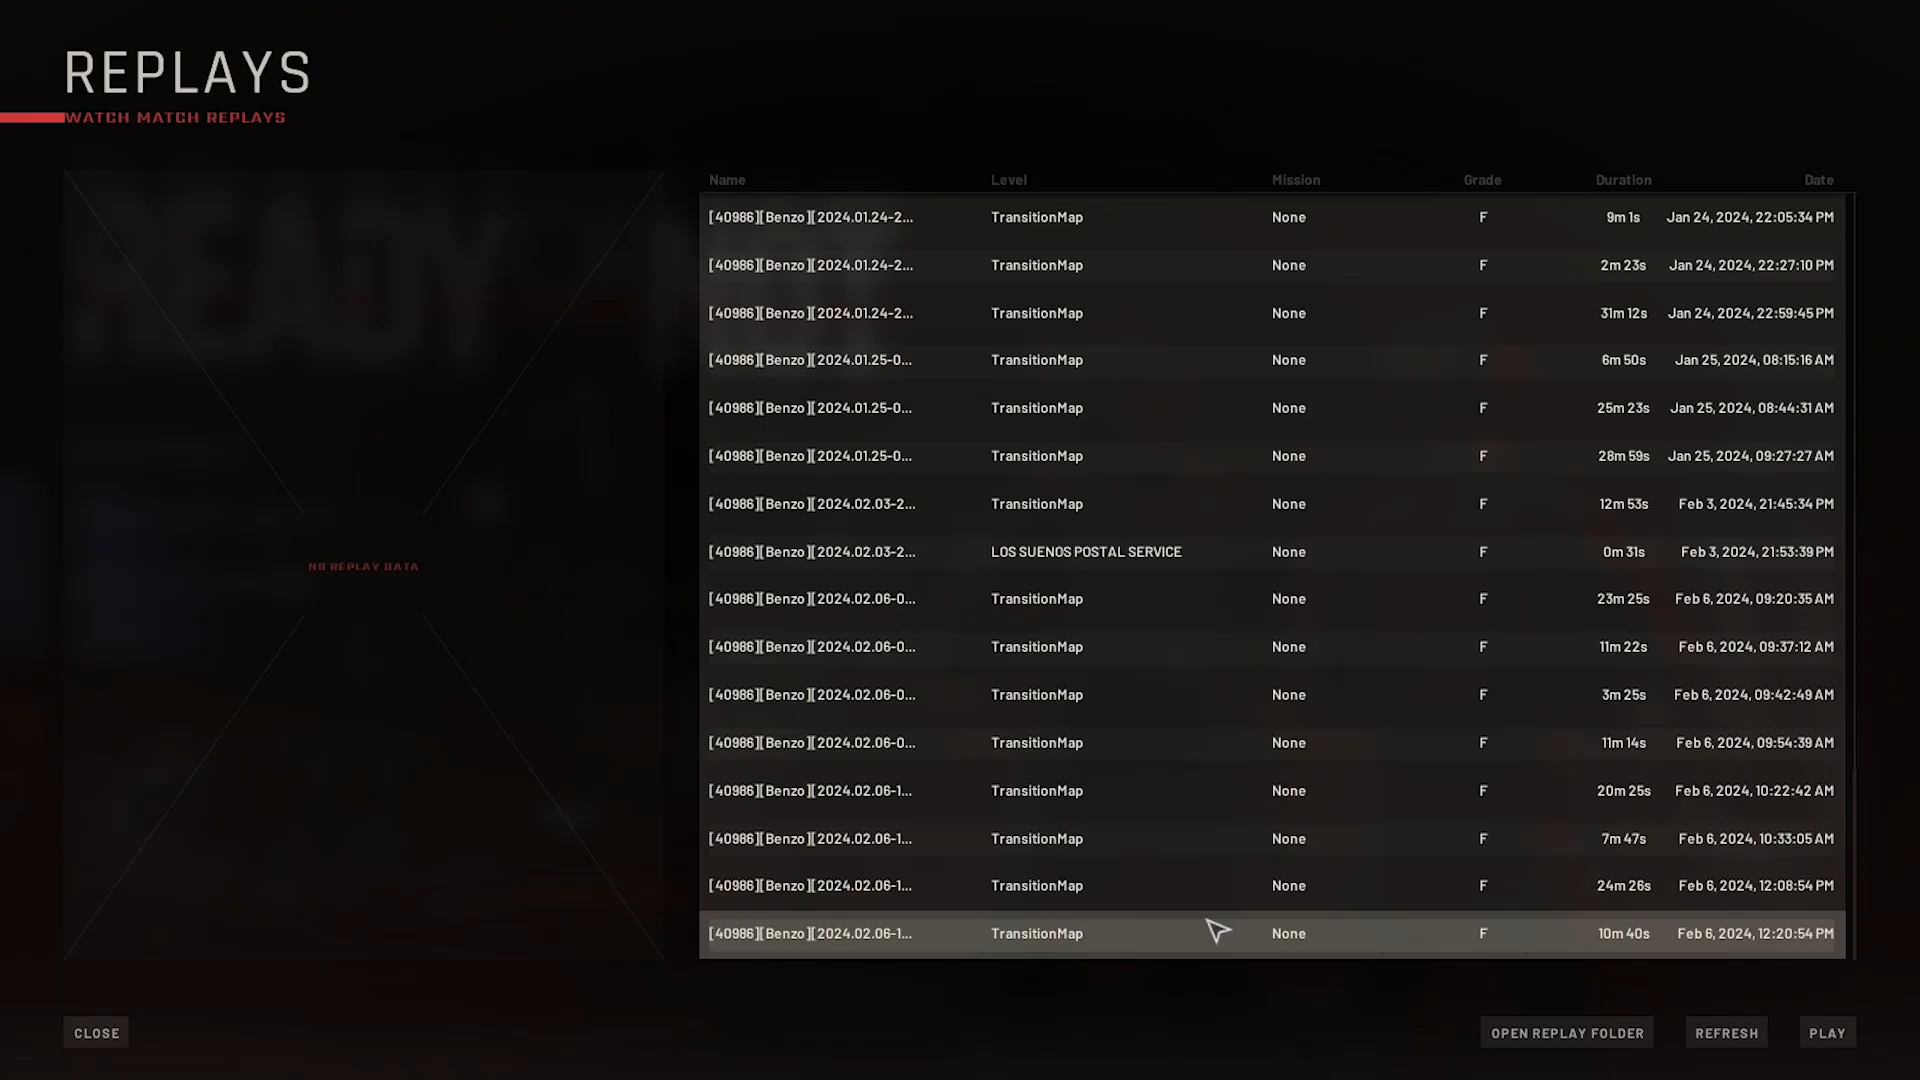 REPLAYS
WATCH MATCH REPLAYS
READY OR NOT
NO REPLAY DATA
Name Level Mission Grade Duration Date
[40986][Benzo][2024.01.24-2... TransitionMap None F 9m 1s Jan 24, 2024, 22:05:34 PM
[40986][Benzo][2024.01.24-2... TransitionMap None F 2m 23s Jan 24, 2024, 22:27:10 PM
[40986][Benzo][2024.01.24-2... TransitionMap None F 31m 12s Jan 24, 2024, 22:59:45 PM
[40986][Benzo][2024.01.25-0... TransitionMap None F 6m 50s Jan 25, 2024, 08:15:16 AM
[40986][Benzo][2024.01.25-0... TransitionMap None F 25m 23s Jan 25, 2024, 08:44:31 AM
[40986][Benzo][2024.01.25-0... TransitionMap None F 28m 59s Jan 25, 2024, 09:27:27 AM
[40986][Benzo][2024.02.03-2... TransitionMap None F 12m 53s Feb 3, 2024, 21:45:34 PM
[40986][Benzo][2024.02.03-2... LOS SUENOS POSTAL SERVICE None F 0m 31s Feb 3, 2024, 21:53:39 PM
[40986][Benzo][2024.02.06-0... TransitionMap None F 23m 25s Feb 6, 2024, 09:20:35 AM
[40986][Benzo][2024.02.06-0... TransitionMap None F 11m 22s Feb 6, 2024, 09:37:12 AM
[40986][Benzo][2024.02.06-0... TransitionMap None F 3m 25s Feb 6, 2024, 09:42:49 AM
[40986][Benzo][2024.02.06-0... TransitionMap None F 11m 14s Feb 6, 2024, 09:54:39 AM
[40986][Benzo][2024.02.06-1... TransitionMap None F 20m 25s Feb 6, 2024, 10:22:42 AM
[40986][Benzo][2024.02.06-1... TransitionMap None F 7m 47s Feb 6, 2024, 10:33:05 AM
[40986][Benzo][2024.02.06-1... TransitionMap None F 24m 26s Feb 6, 2024, 12:08:54 PM
[40986][Benzo][2024.02.06-1... TransitionMap None F 10m 40s Feb 6, 2024, 12:20:54 PM
CLOSE OPEN REPLAY FOLDER REFRESH PLAY